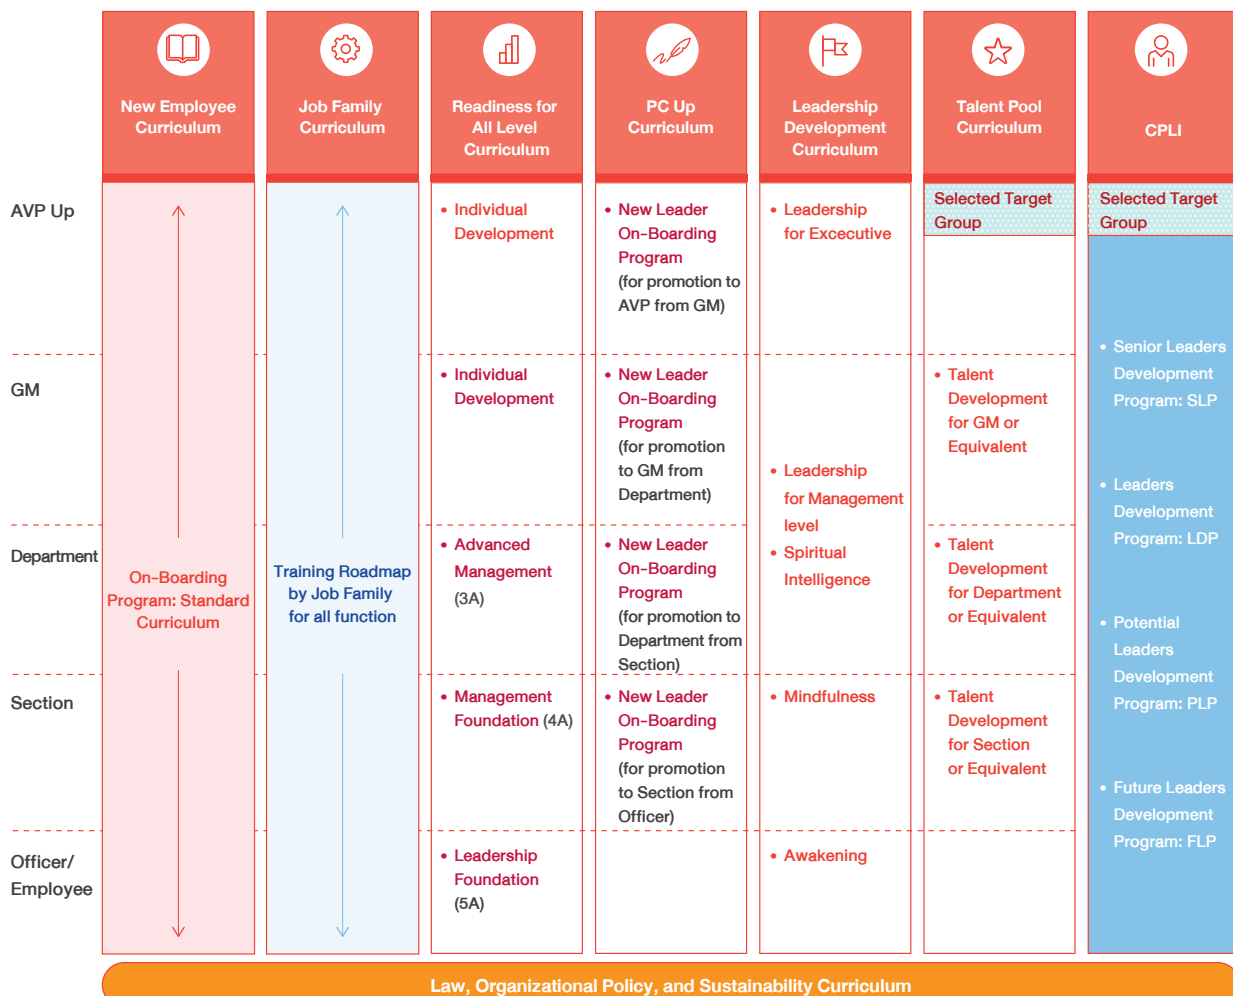 New Employee
Curriculum
Job Family
Curriculum
Readiness for
All Level
Curriculum
PC Up
Curriculum
Leadership
Development
Curriculum
Talent Pool
Curriculum
CPLI
AVP Up
• Individual
Development
• New Leader
On-Boarding
Program
(for promotion to
AVP from GM)
• Leadership
for Excecutive
Selected Target
Group
Selected Target
Group
GM
• Individual
Development
• New Leader
On-Boarding
Program
(for promotion
to GM from
Department)
• Leadership
for Management
level
• Spiritual
Intelligence
• Talent
Development
for GM or
Equivalent
• Senior Leaders
Development
Program: SLP
• Leaders
Development
Program: LDP
• Potential
Leaders
Development
Program: PLP
• Future Leaders
Development
Program: FLP
Department
On-Boarding
Program: Standard
Curriculum
Training Roadmap
by Job Family
for all function
• Advanced
Management
(3A)
• New Leader
On-Boarding
Program
(for promotion to
Department from
Section)
• Talent
Development
for Department
or Equivalent
Section
• Management
Foundation (4A)
• New Leader
On-Boarding
Program
(for promotion
to Section from
Officer)
• Mindfulness
• Talent
Development
for Section
or Equivalent
Officer/
Employee
• Leadership
Foundation
(5A)
• Awakening
Law, Organizational Policy, and Sustainability Curriculum